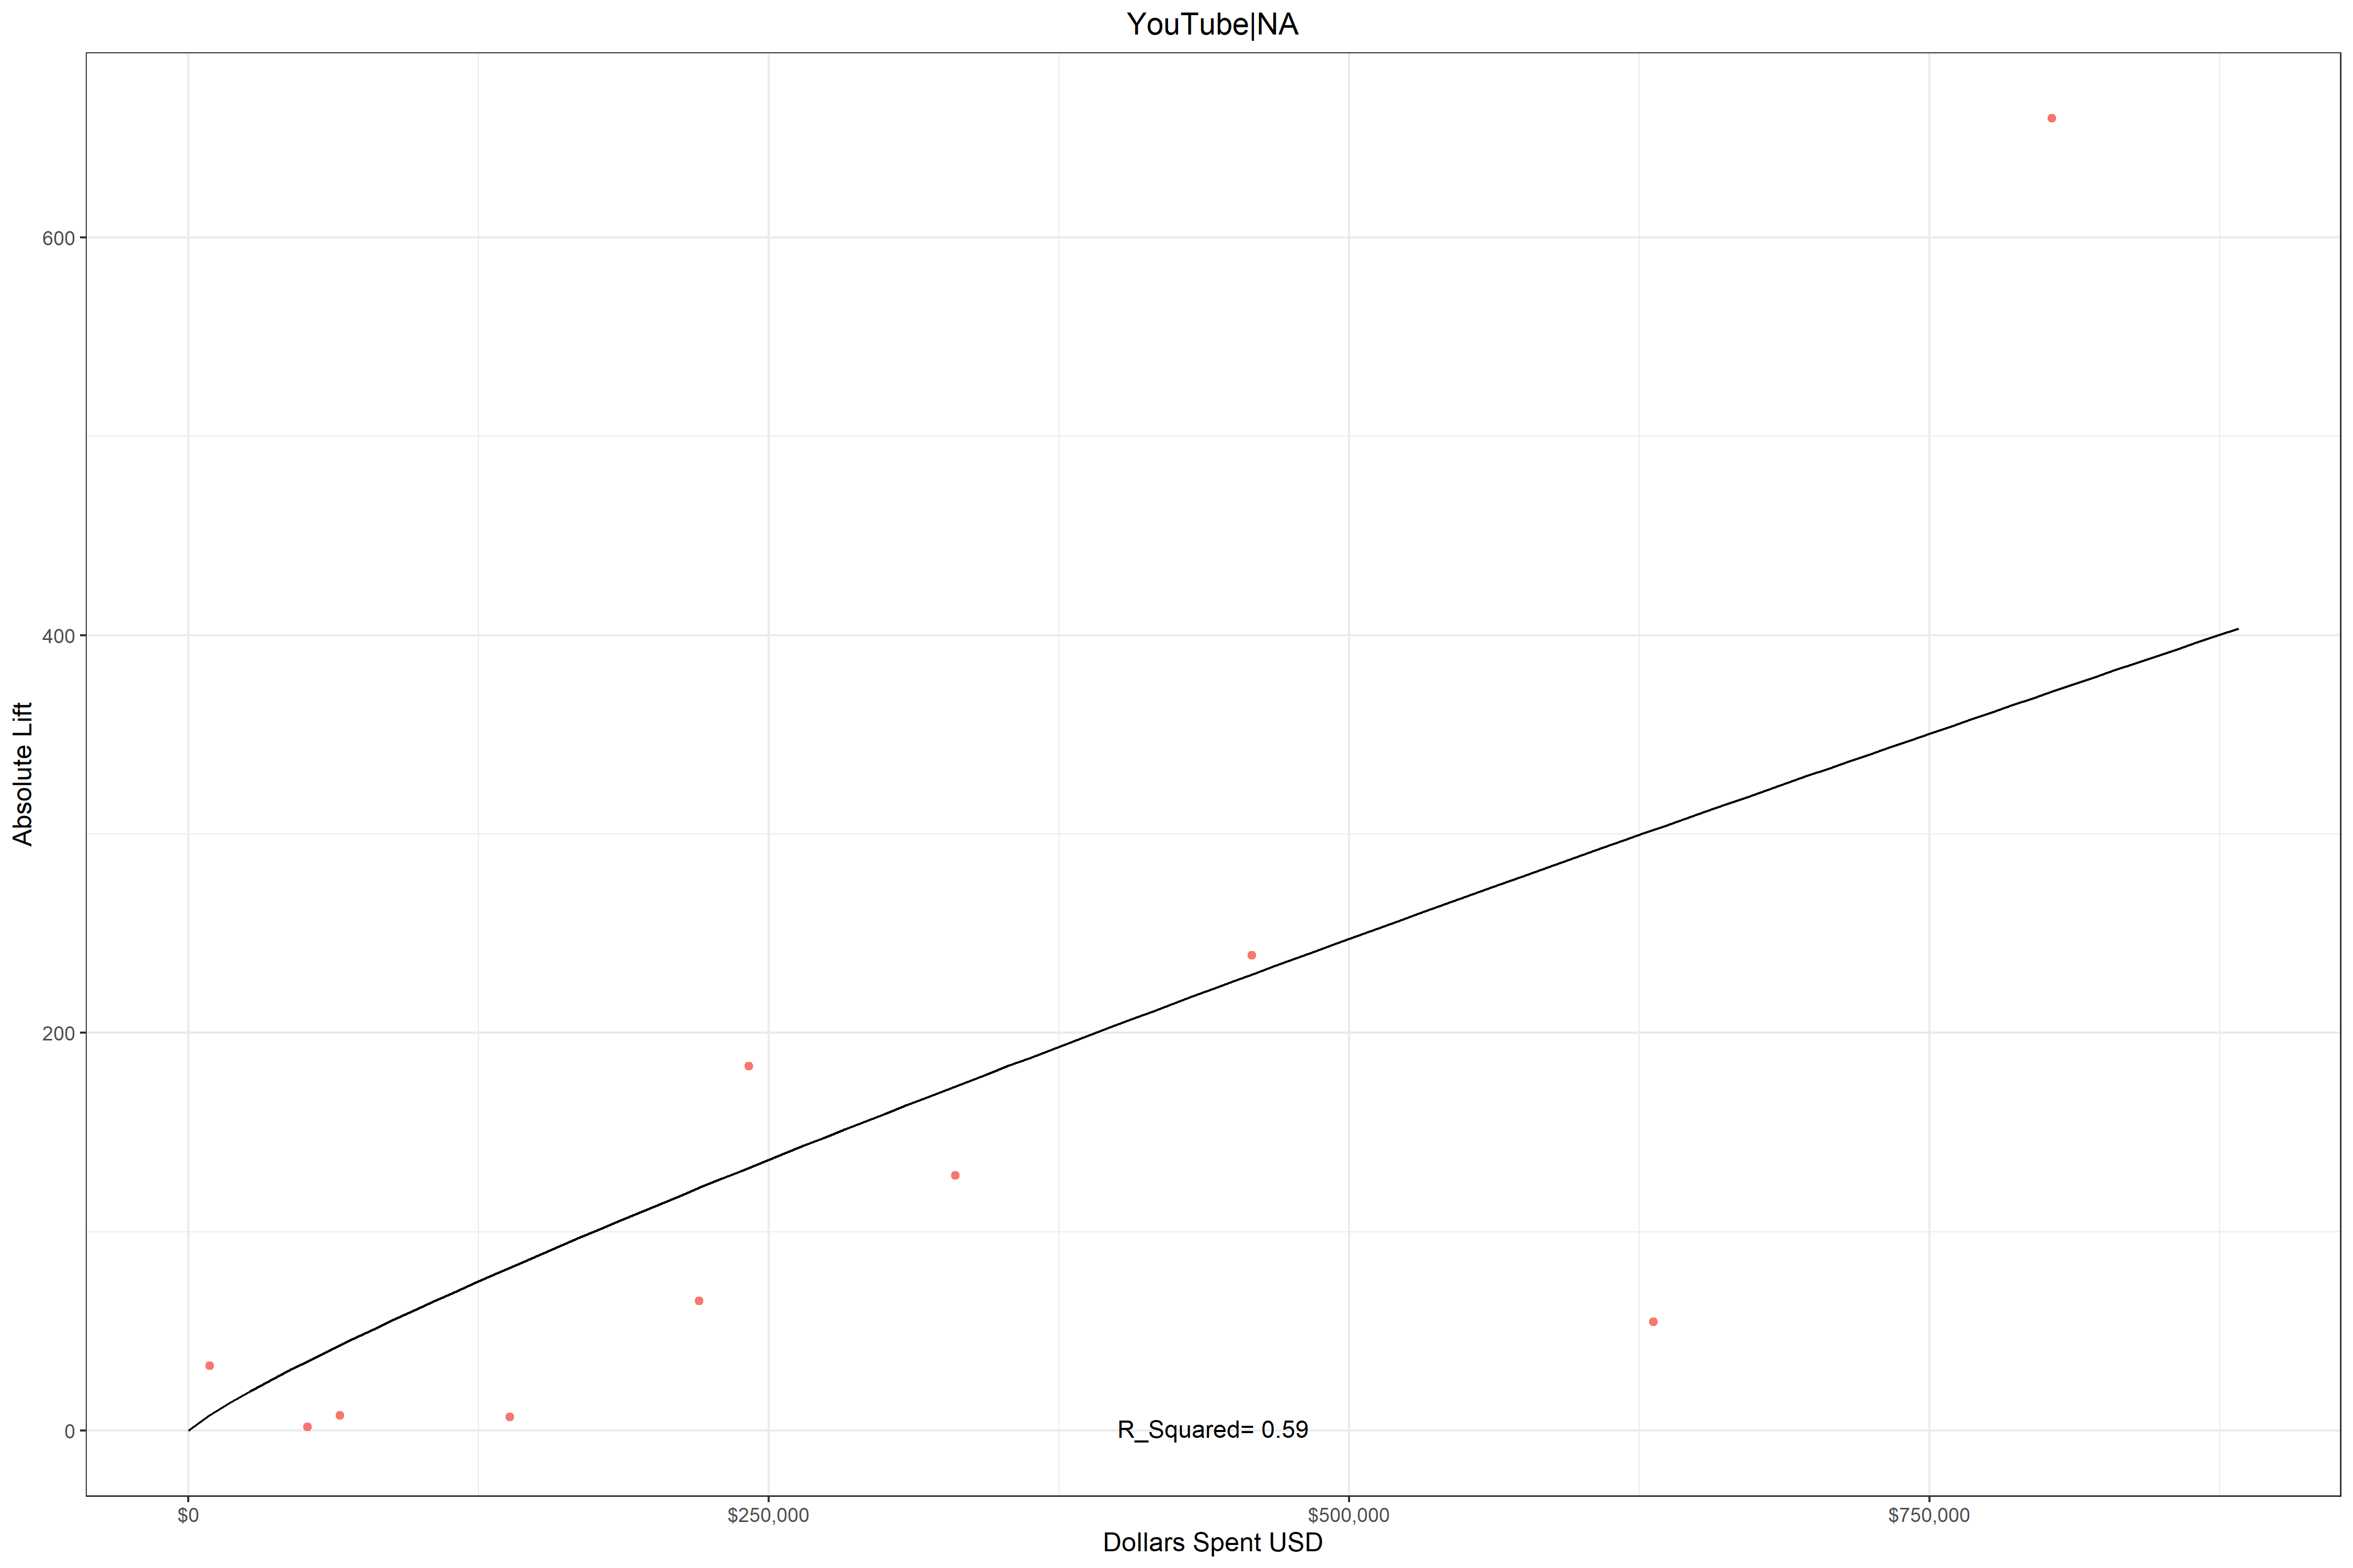 YouTube|NA
600
400
200
0
Absolute Lift
R_Squared= 0.59
$0
$250,000
$500,000
$750,000
Dollars Spent USD